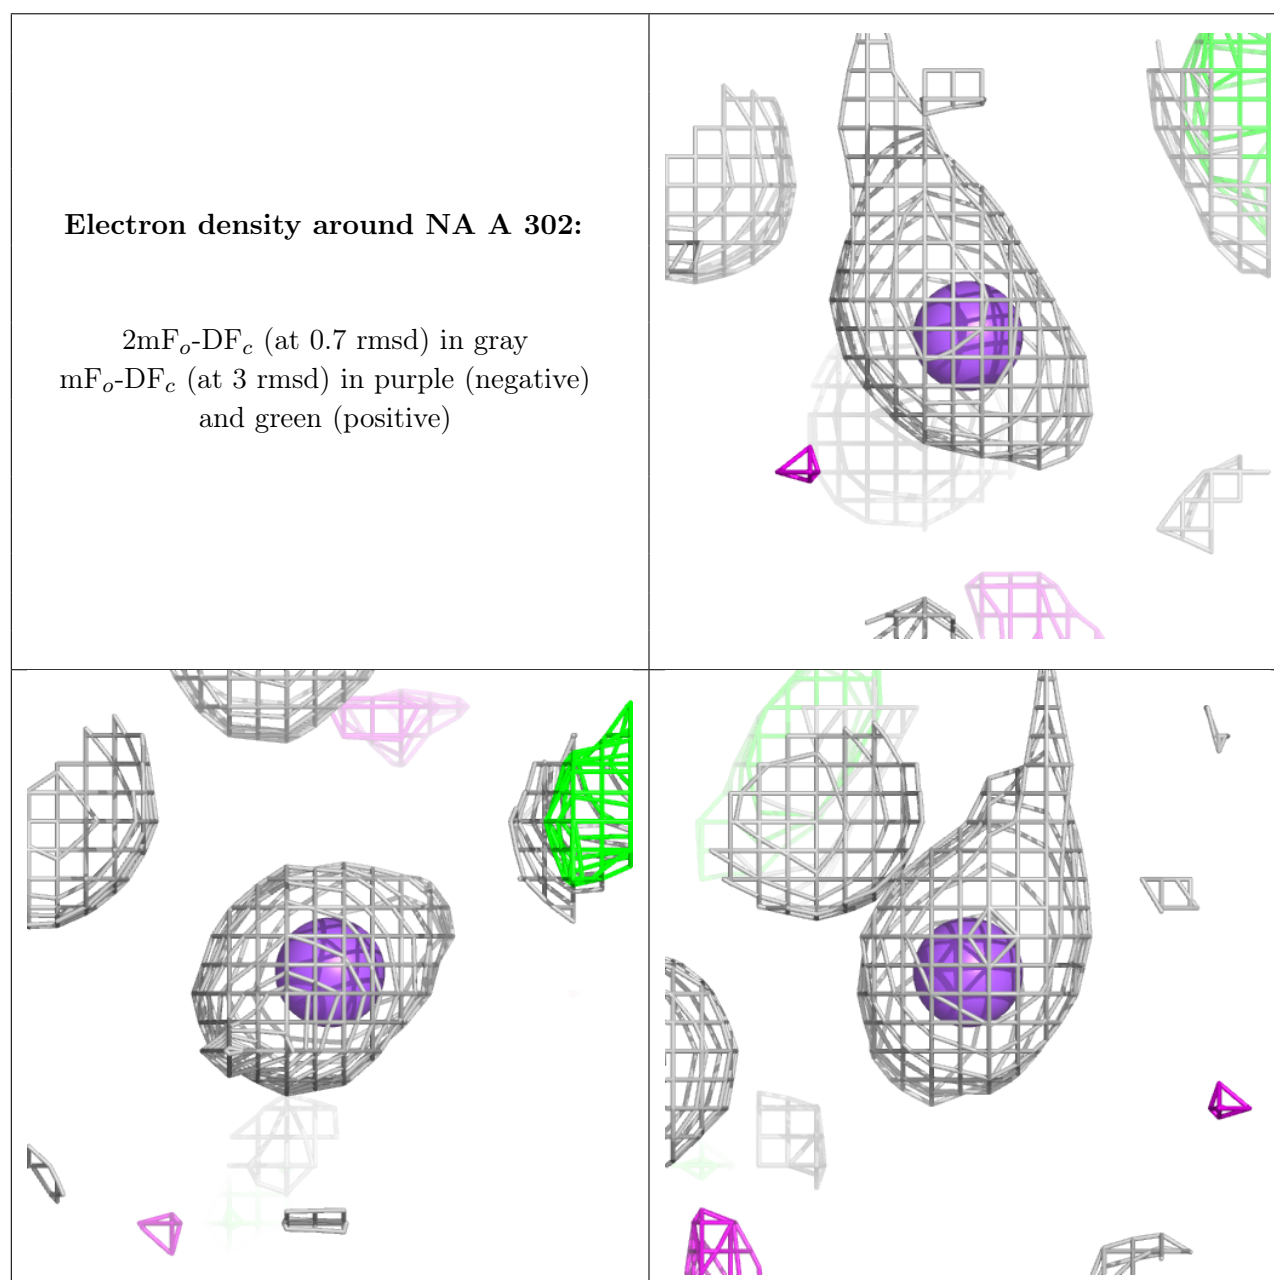 Electron density around NA A 302:
2mFo-DFc (at 0.7 rmsd) in gray
mFo-DFc (at 3 rmsd) in purple (negative)
and green (positive)